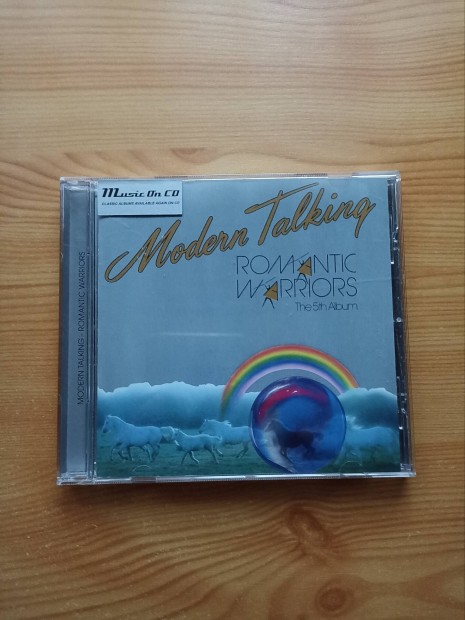 Music On CD
CLASSIC ALBUMS AVAILABLE AGAIN ON CD
Modern Talking
ROMANTIC
WARRIORS
The 5th Album
MODERN TALKING - ROMANTIC WARRIORS